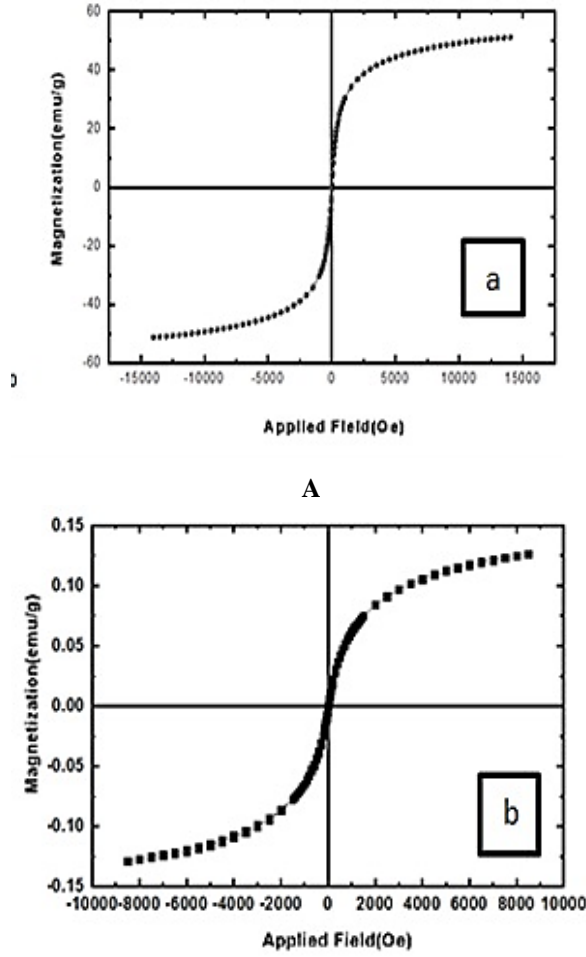 60
40
20
0
-20
-40
-60
Magnetization(emu/g)
a
-15000 -10000 -5000 0 5000 10000 15000
Applied Field(Oe)
A
0.15
0.10
0.05
0.00
-0.05
-0.10
-0.15
Magnetization(emu/g)
b
-10000 -8000 -6000 -4000 -2000 0 2000 4000 6000 8000 10000
Applied Field(Oe)